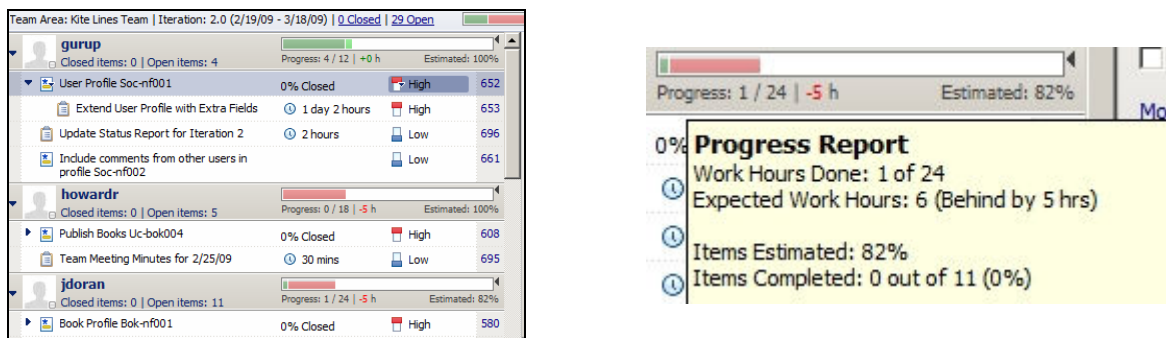 Team Area: Kite Lines Team | Iteration: 2.0 (2/19/09 - 3/18/09) | 0 Closed | 29 Open
gurup
Closed items: 0 | Open items: 4
Progress: 4 / 12 | +0 h Estimated: 100%
User Profile Soc-nf001 0% Closed High 652
Extend User Profile with Extra Fields 1 day 2 hours High 653
Update Status Report for Iteration 2 2 hours Low 696
Include comments from other users in
profile Soc-nf002 Low 661
howardr
Closed items: 0 | Open items: 5
Progress: 0 / 18 | -5 h Estimated: 100%
Publish Books Uc-bok004 0% Closed High 608
Team Meeting Minutes for 2/25/09 30 mins Low 695
jdoran
Closed items: 0 | Open items: 11
Progress: 1 / 24 | -5 h Estimated: 82%
Book Profile Bok-nf001 0% Closed High 580
Progress: 1 / 24 | -5 h Estimated: 82%
Mo
0%
Progress Report
Work Hours Done: 1 of 24
Expected Work Hours: 6 (Behind by 5 hrs)
Items Estimated: 82%
Items Completed: 0 out of 11 (0%)